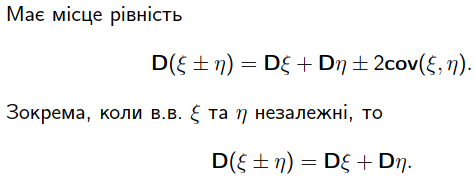 Має місце рівність
D(ξ ± η) = Dξ + Dη ± 2cov(ξ, η).
Зокрема, коли в.в. ξ та η незалежні, то
D(ξ ± η) = Dξ + Dη.